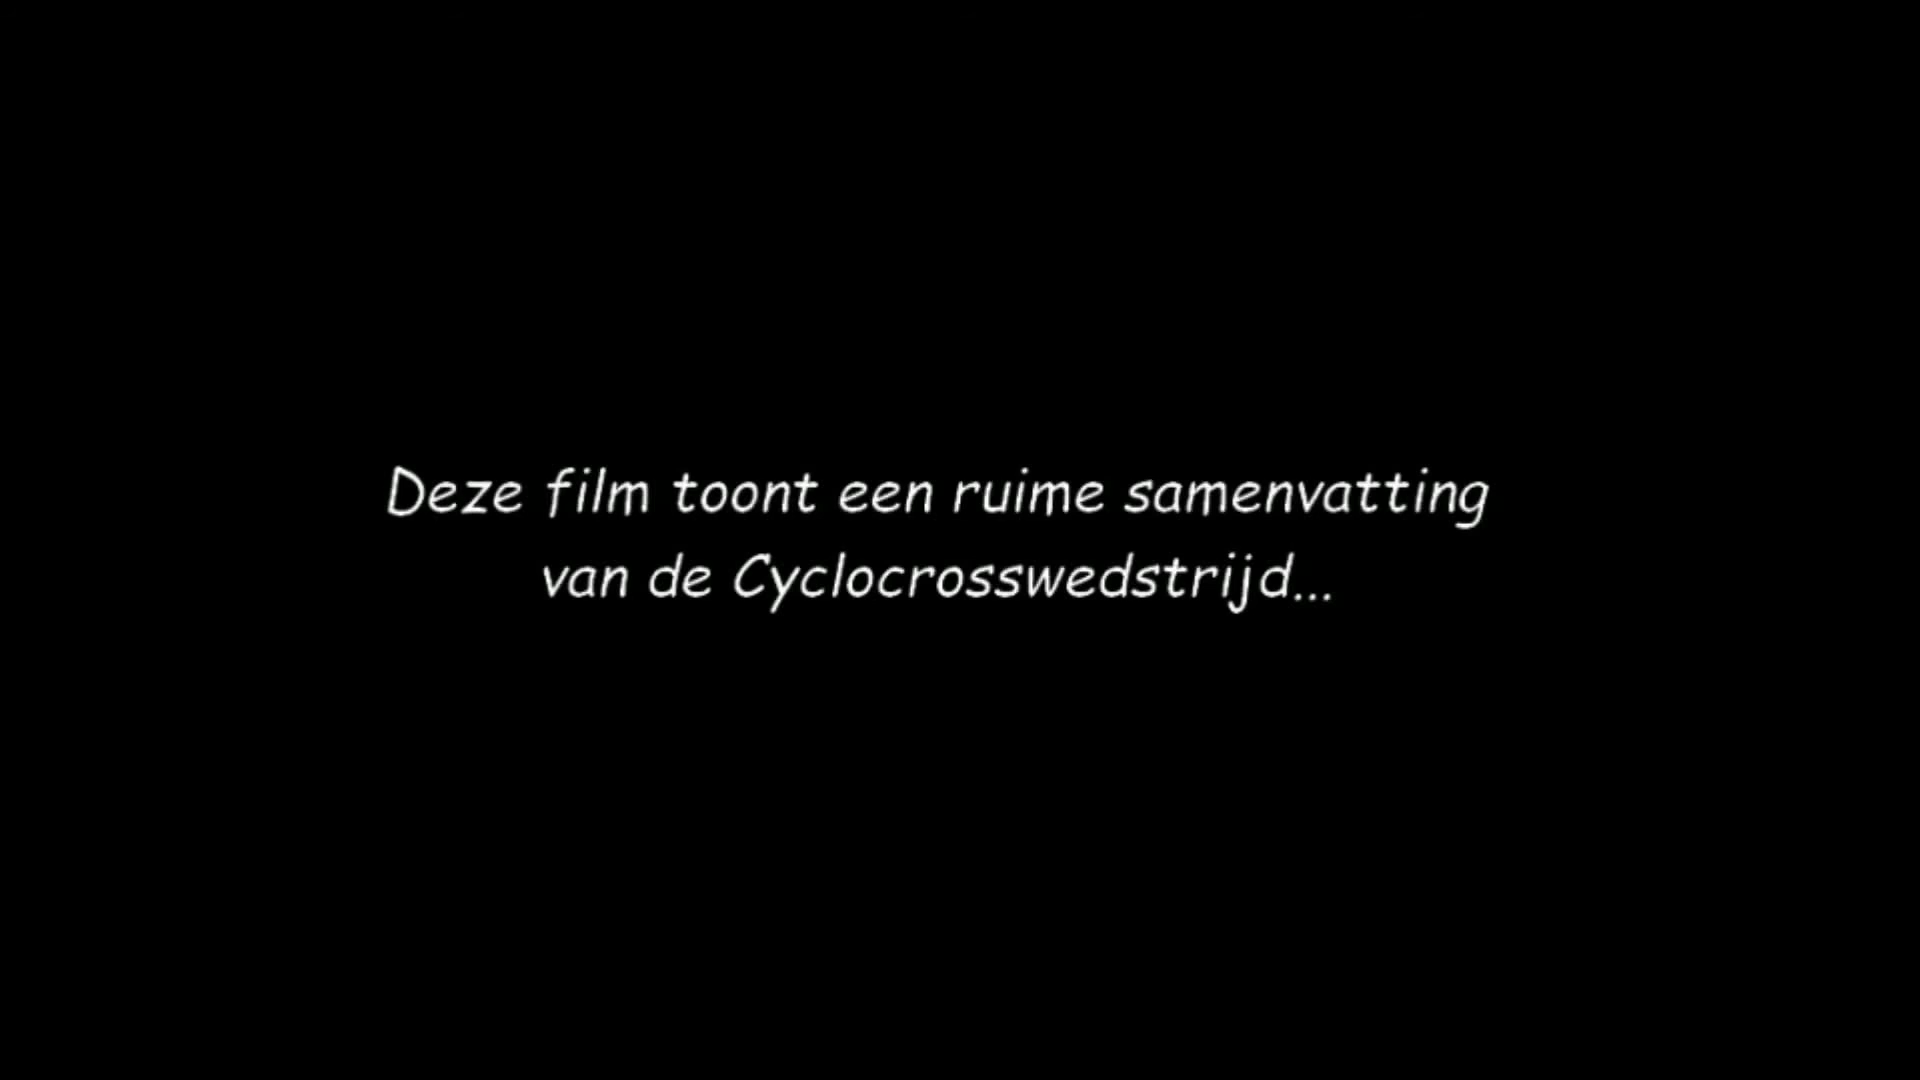 Deze film toont een ruime samenvatting
van de Cyclocrosswedstrijd...